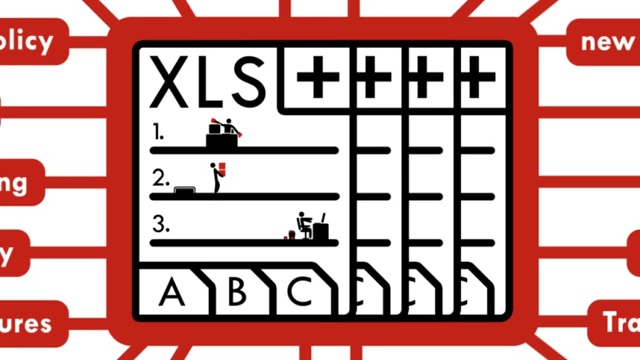 olicy
new
XLS ++++
1.
2.
3.
ng
y
A B C C C C
ures
Tra